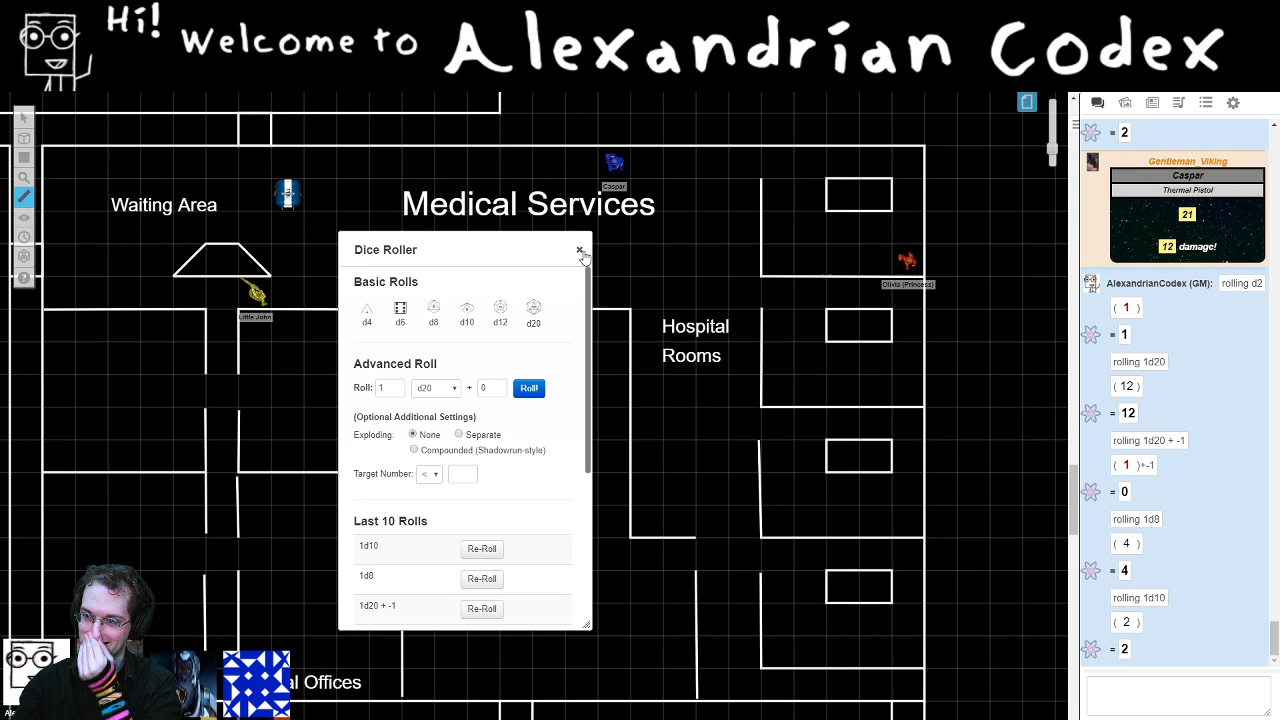 Hi! Welcome to Alexandrian Codex
Waiting Area
Medical Services
Caspar
Little John
Olivia (Princess)
Hospital
Rooms
al Offices
Dice Roller
Basic Rolls
d4 d6 d8 d10 d12 d20
Advanced Roll
Roll: 1 d20 + 0 Roll!
(Optional Additional Settings)
Exploding: None Separate
Compounded (Shadowrun-style)
Target Number: <
Last 10 Rolls
1d10 Re-Roll
1d8 Re-Roll
1d20 + -1 Re-Roll
= 2
Gentleman_Viking
Caspar
Thermal Pistol
21
12 damage!
AlexandrianCodex (GM): rolling d2
( 1 )
= 1
rolling 1d20
( 12 )
= 12
rolling 1d20 + -1
( 1 )+-1
= 0
rolling 1d8
( 4 )
= 4
rolling 1d10
( 2 )
= 2